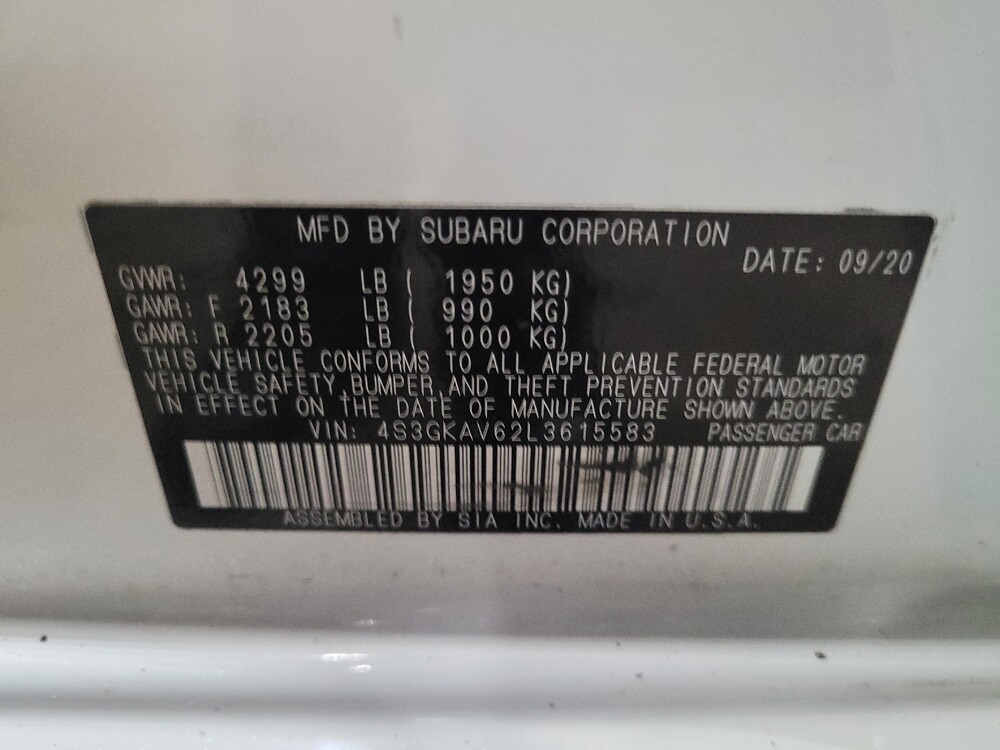 MFD BY SUBARU CORPORATION
DATE: 09/20
GVWR: 4299 LB ( 1950 KG)
GAWR: F 2183 LB ( 990 KG)
GAWR: R 2205 LB ( 1000 KG)
THIS VEHICLE CONFORMS TO ALL APPLICABLE FEDERAL MOTOR
VEHICLE SAFETY,BUMPER,AND THEFT PREVENTION STANDARDS
IN EFFECT ON THE DATE OF MANUFACTURE SHOWN ABOVE.
VIN: 4S3GKAV62L3615583 PASSENGER CAR
ASSEMBLED BY SIA INC. MADE IN U.S.A.